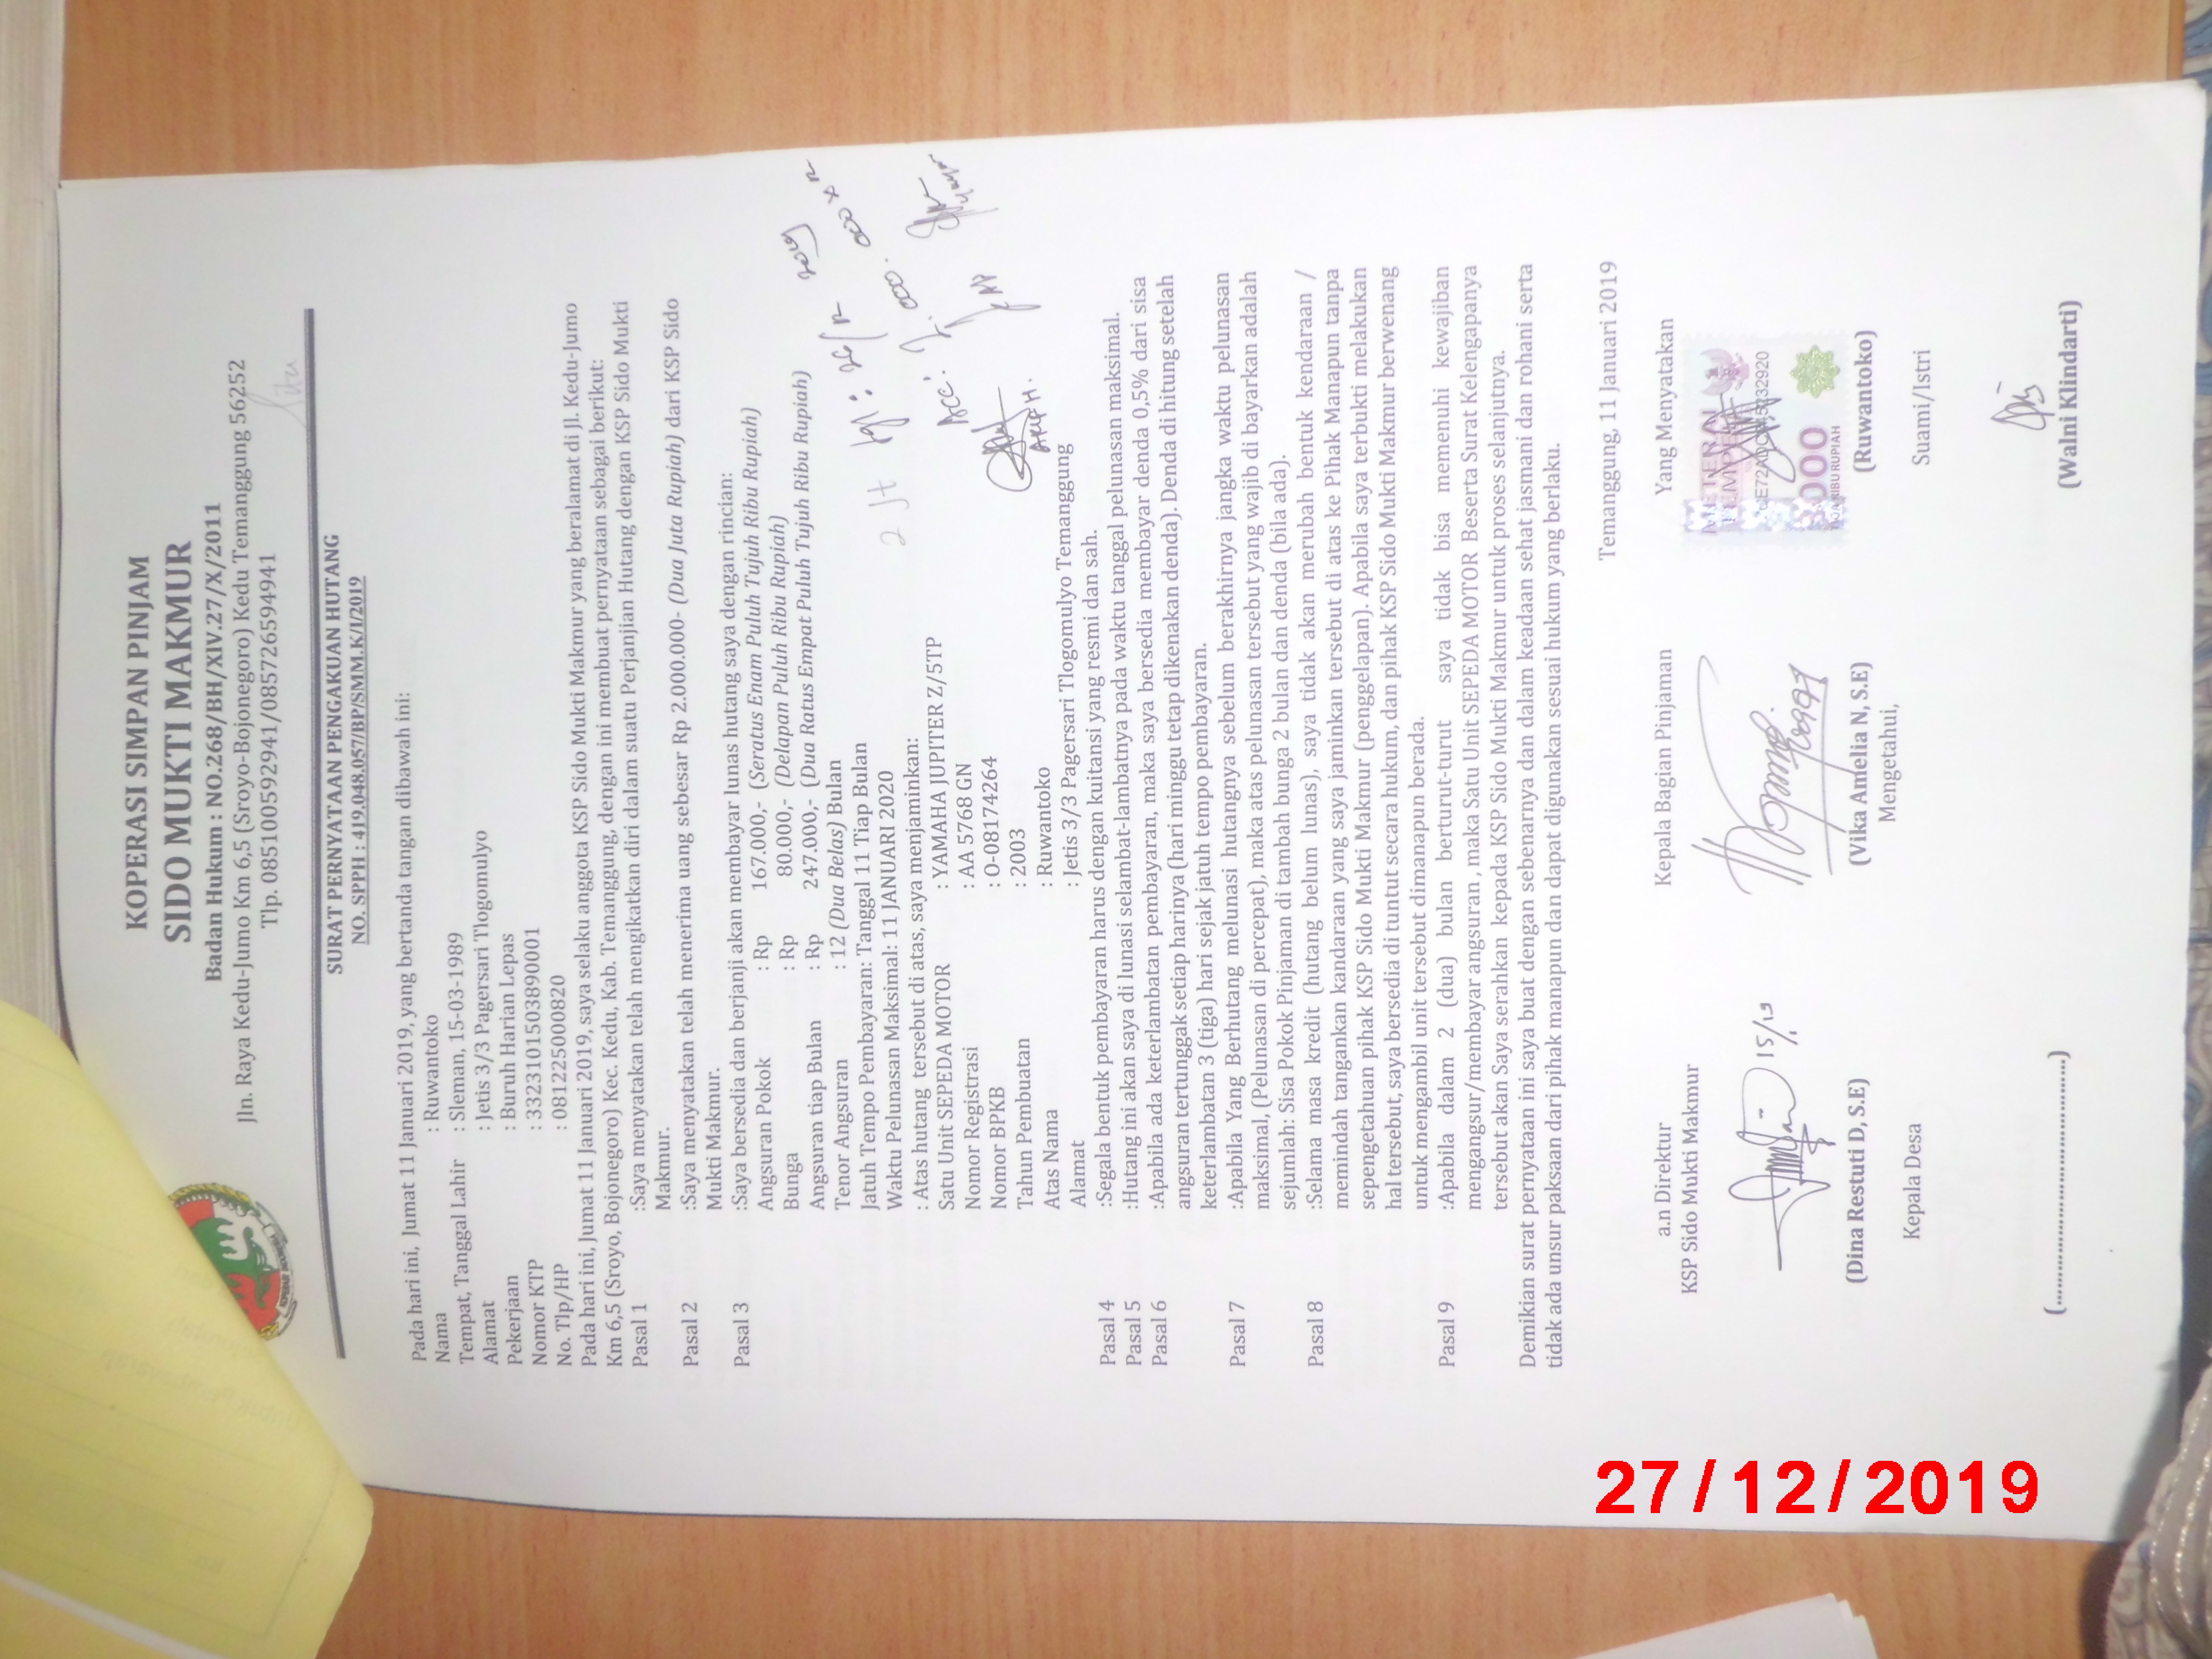 KOPERASI SIMPAN PINJAM
SIDO MUKTI MAKMUR
Badan Hukum : NO.268/BH/XIV.27/X/2011
Jln. Raya Kedu-Jumo Km 6,5 (Sroyo-Bojonegoro) Kedu Temanggung 56252
Tlp. 085100592941/085726594941
SURAT PERNYATAAN PENGAKUAN HUTANG
NO. SPPH : 419.048.057/BP/SMM.K/I/2019
Pada hari ini, Jumat 11 Januari 2019, yang bertanda tangan dibawah ini:
Nama : Ruwantoko
Tempat, Tanggal Lahir : Sleman, 15-03-1989
Alamat : Jetis 3/3 Pagersari Tlogomulyo
Pekerjaan : Buruh Harian Lepas
Nomor KTP : 3323101503890001
No. Tlp/HP : 081225000820
Pada hari ini, Jumat 11 Januari 2019, saya selaku anggota KSP Sido Mukti Makmur yang beralamat di Jl. Kedu-Jumo
Km 6,5 (Sroyo, Bojonegoro) Kec. Kedu, Kab. Temanggung, dengan ini membuat pernyataan sebagai berikut:
Pasal 1 :Saya menyatakan telah mengikatkan diri dalam suatu Perjanjian Hutang dengan KSP Sido Mukti
Makmur.
Pasal 2 :Saya menyatakan telah menerima uang sebesar Rp 2.000.000- (Dua Juta Rupiah) dari KSP Sido
Mukti Makmur.
Pasal 3 :Saya bersedia dan berjanji akan membayar lunas hutang saya dengan rincian:
Angsuran Pokok : Rp 167.000,- (Seratus Enam Puluh Tujuh Ribu Rupiah)
Bunga : Rp 80.000,- (Delapan Puluh Ribu Rupiah)
Angsuran tiap Bulan : Rp 247.000,- (Dua Ratus Empat Puluh Tujuh Ribu Rupiah)
Tenor Angsuran : 12 (Dua Belas) Bulan
Jatuh Tempo Pembayaran: Tanggal 11 Tiap Bulan
Waktu Pelunasan Maksimal: 11 JANUARI 2020
: Atas hutang tersebut di atas, saya menjaminkan:
Satu Unit SEPEDA MOTOR : YAMAHA JUPITER Z/5TP
Nomor Registrasi : AA 5768 GN
Nomor BPKB : O-08174264
Tahun Pembuatan : 2003
Atas Nama : Ruwantoko
Alamat : Jetis 3/3 Pagersari Tlogomulyo Temanggung
2 Jt
tgl : 26/12 2019
Acc:
ARIF H.
Pasal 4 :Segala bentuk pembayaran harus dengan kuitansi yang resmi dan sah.
Pasal 5 :Hutang ini akan saya di lunasi selambat-lambatnya pada waktu tanggal pelunasan maksimal.
Pasal 6 :Apabila ada keterlambatan pembayaran, maka saya bersedia membayar denda 0,5% dari sisa
angsuran tertunggak setiap harinya (hari minggu tetap dikenakan denda). Denda di hitung setelah
keterlambatan 3 (tiga) hari sejak jatuh tempo pembayaran.
Pasal 7 :Apabila Yang Berhutang melunasi hutangnya sebelum berakhirnya jangka waktu pelunasan
maksimal, (Pelunasan di percepat), maka atas pelunasan tersebut yang wajib di bayarkan adalah
sejumlah: Sisa Pokok Pinjaman di tambah bunga 2 bulan dan denda (bila ada).
Pasal 8 :Selama masa kredit (hutang belum lunas), saya tidak akan merubah bentuk kendaraan /
memindah tangankan kandaraan yang saya jaminkan tersebut di atas ke Pihak Manapun tanpa
sepengetahuan pihak KSP Sido Mukti Makmur (penggelapan). Apabila saya terbukti melakukan
hal tersebut, saya bersedia di tuntut secara hukum, dan pihak KSP Sido Mukti Makmur berwenang
untuk mengambil unit tersebut dimanapun berada.
Pasal 9 :Apabila dalam 2 (dua) bulan berturut-turut saya tidak bisa memenuhi kewajiban
mengangsur/membayar angsuran , maka Satu Unit SEPEDA MOTOR Beserta Surat Kelengapanya
tersebut akan Saya serahkan kepada KSP Sido Mukti Makmur untuk proses selanjutnya.
Demikian surat pernyataan ini saya buat dengan sebenarnya dan dalam keadaan sehat jasmani dan rohani serta
tidak ada unsur paksaan dari pihak manapun dan dapat digunakan sesuai hukum yang berlaku.
Temanggung, 11 Januari 2019
a.n Direktur Kepala Bagian Pinjaman Yang Menyatakan
KSP Sido Mukti Makmur
METERAI
TEMPEL
RIBU RUPIAH
15/19
(Dina Restuti D, S.E) (Vika Amelia N, S.E) (Ruwantoko)
Mengetahui,
Kepala Desa Suami/Istri
(..............................) (Walni Klindarti)
27/12/2019